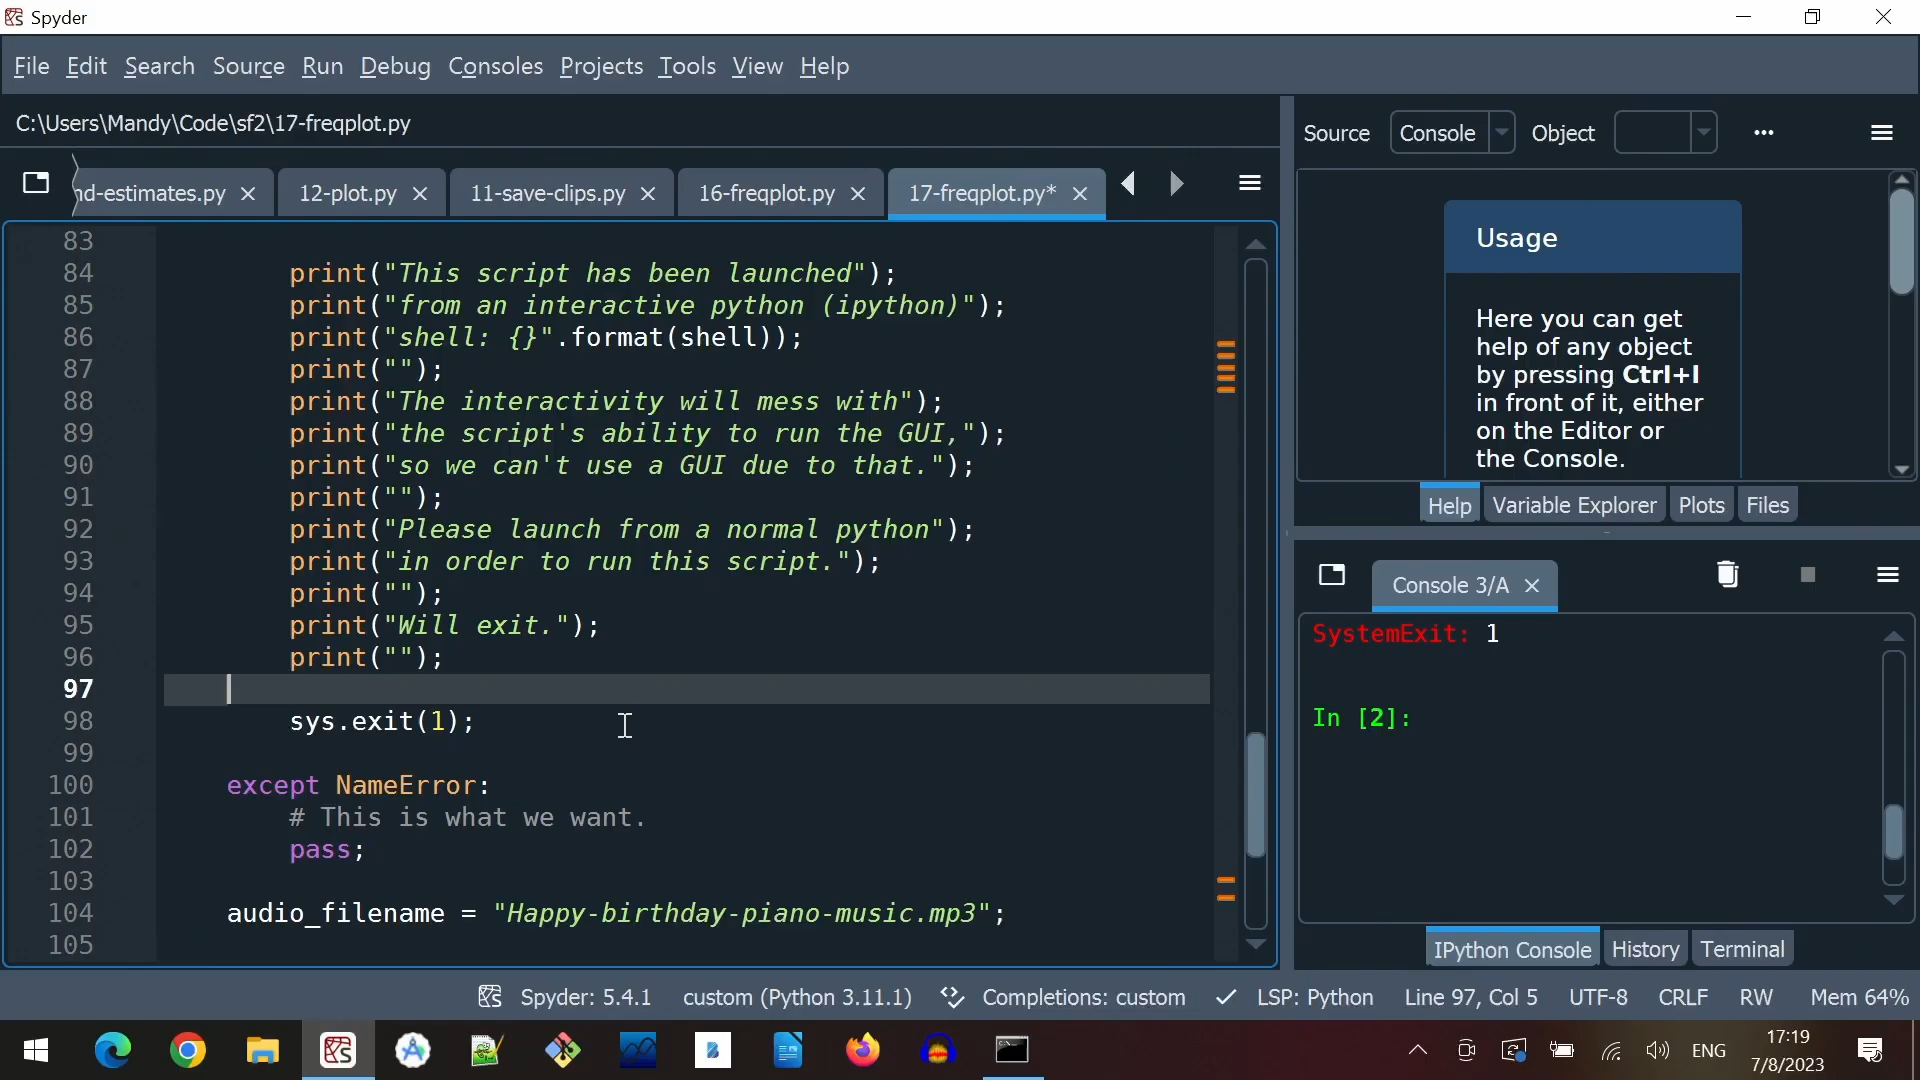 Spyder
File Edit Search Source Run Debug Consoles Projects Tools View Help
C:\Users\Mandy\Code\sf2\17-freqplot.py
nd-estimates.py 12-plot.py 11-save-clips.py 16-freqplot.py 17-freqplot.py*
83
84 print("This script has been launched");
85 print("from an interactive python (ipython)");
86 print("shell: {}".format(shell));
87 print("");
88 print("The interactivity will mess with");
89 print("the script's ability to run the GUI,");
90 print("so we can't use a GUI due to that.");
91 print("");
92 print("Please launch from a normal python");
93 print("in order to run this script.");
94 print("");
95 print("Will exit.");
96 print("");
97
98 sys.exit(1);
99
100 except NameError:
101 # This is what we want.
102 pass;
103
104 audio_filename = "Happy-birthday-piano-music.mp3";
105
Source Console Object
Usage
Here you can get
help of any object
by pressing Ctrl+I
in front of it, either
on the Editor or
the Console.
Help Variable Explorer Plots Files
Console 3/A
SystemExit: 1
In [2]:
IPython Console History Terminal
Spyder: 5.4.1 custom (Python 3.11.1) Completions: custom LSP: Python Line 97, Col 5 UTF-8 CRLF RW Mem 64%
ENG
17:19
7/8/2023